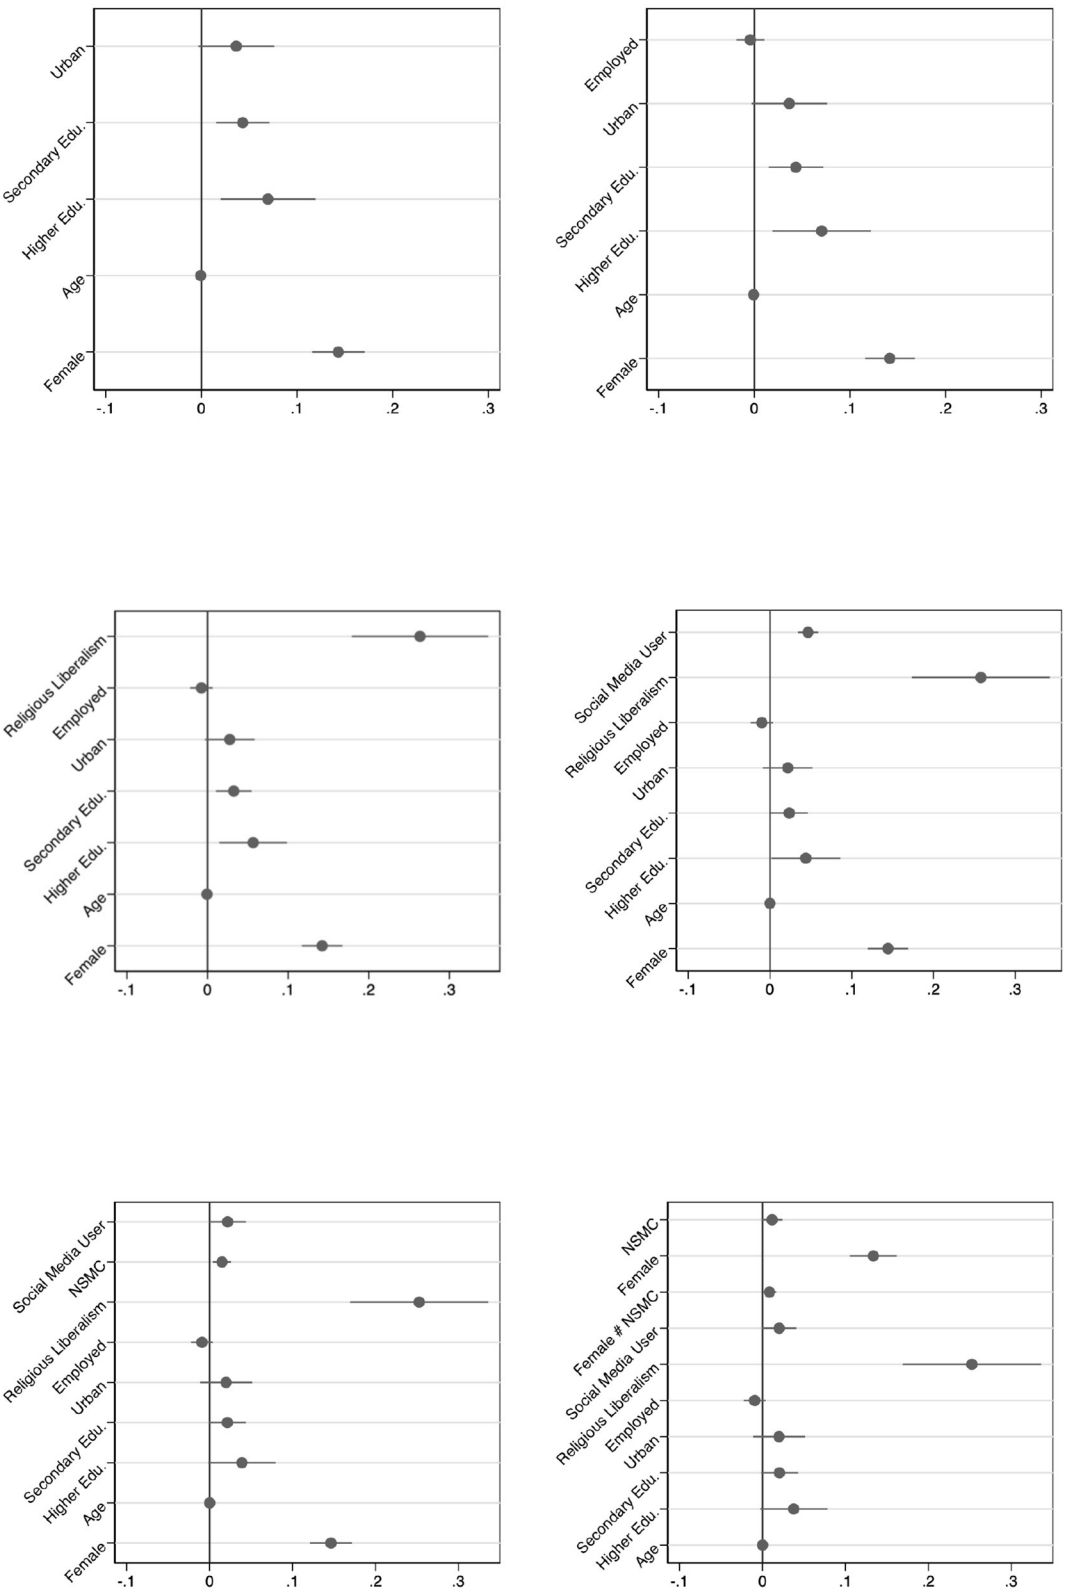 Urban
Secondary Edu.
Higher Edu.
Age
Female
-.1 0 .1 .2 .3
Employed
Urban
Secondary Edu.
Higher Edu.
Age
Female
-.1 0 .1 .2 .3
Religious Liberalism
Employed
Urban
Secondary Edu.
Higher Edu.
Age
Female
-.1 0 .1 .2 .3
Social Media User
Religious Liberalism
Employed
Urban
Secondary Edu.
Higher Edu.
Age
Female
-.1 0 .1 .2 .3
Social Media User
NSMC
Religious Liberalism
Employed
Urban
Secondary Edu.
Higher Edu.
Age
Female
-.1 0 .1 .2 .3
NSMC
Female
Female # NSMC
Social Media User
Religious Liberalism
Employed
Urban
Secondary Edu.
Higher Edu.
Age
-.1 0 .1 .2 .3